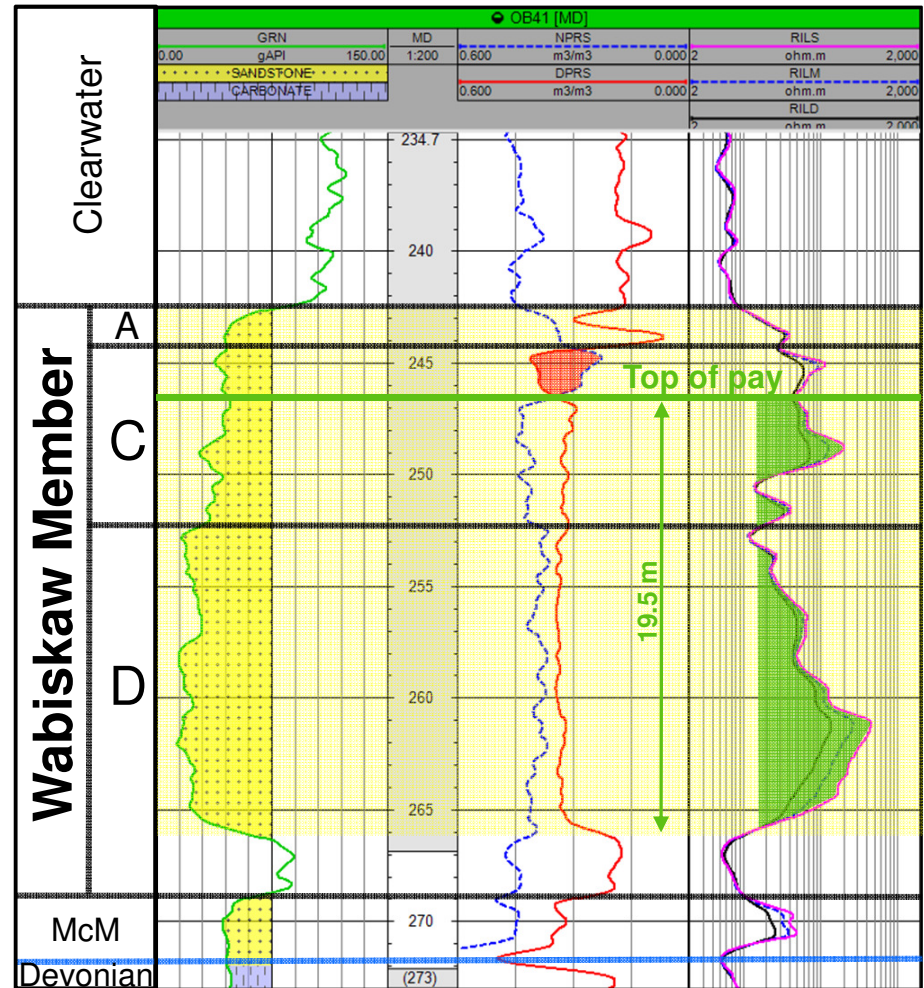 OB41 [MD]
GRN MD NPRS RILS
0.00 gAPI 150.00 1:200 0.600 m3/m3 0.000 2 ohm.m 2,000
SANDSTONE DPRS RILM
CARBONATE 0.600 m3/m3 0.000 2 ohm.m 2,000
RILD
2 ohm.m 2,000
Clearwater
234.7
240
Wabiskaw Member
A
245
Top of pay
C
250
255
19.5 m
D
260
265
McM
270
Devonian
(273)